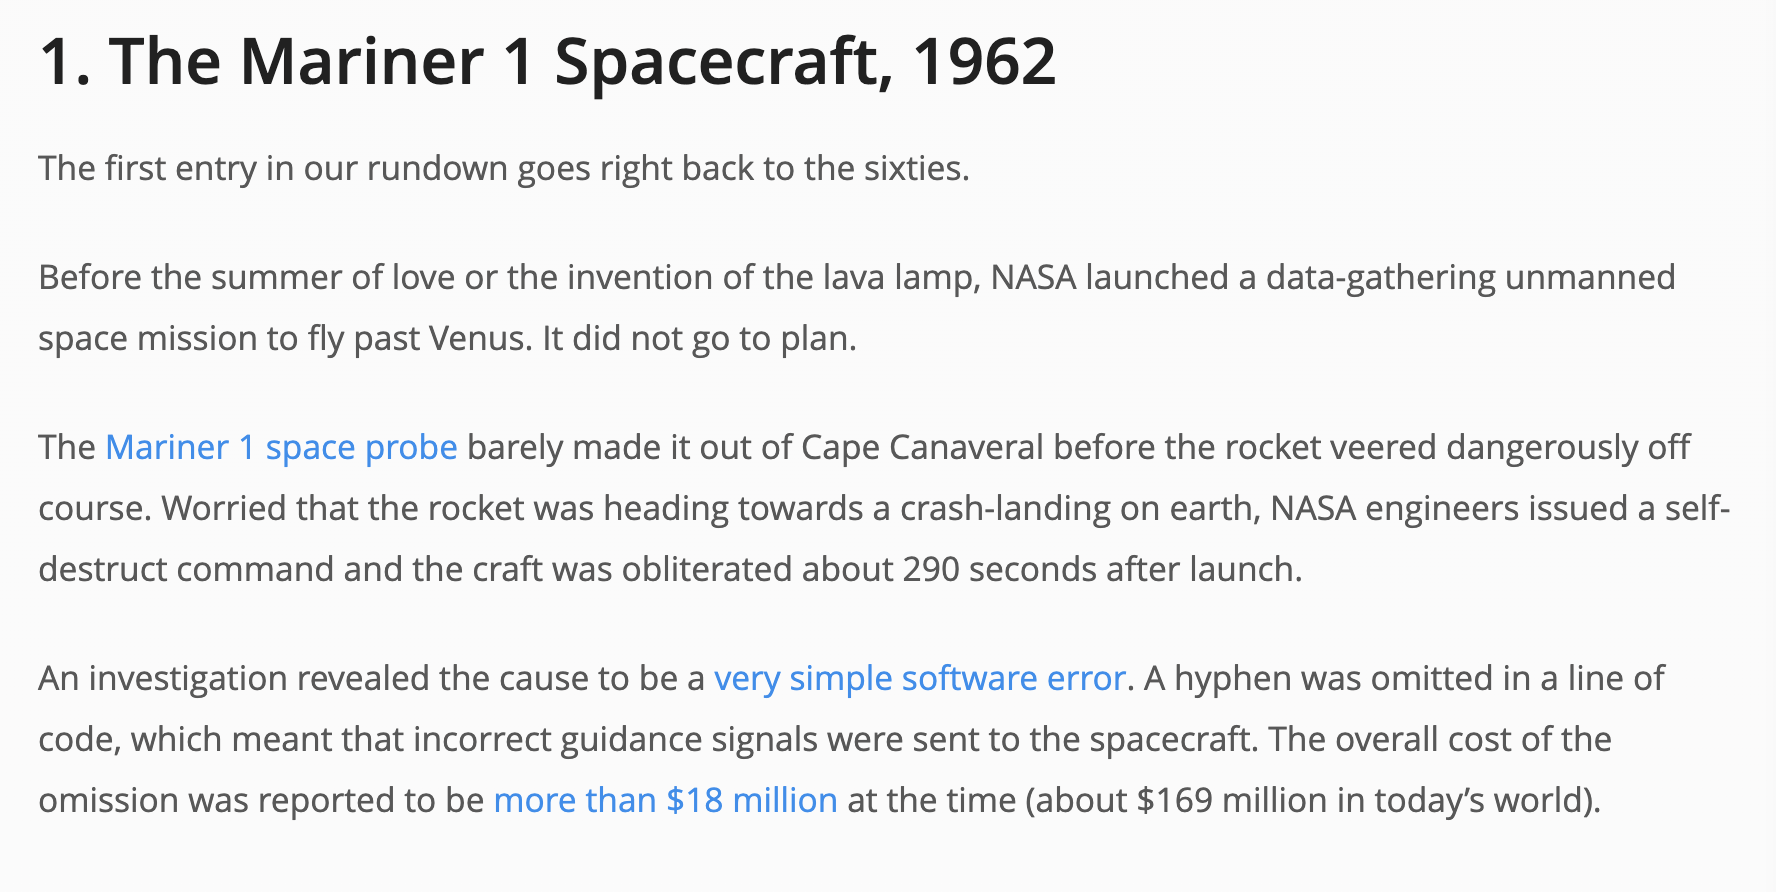 1. The Mariner 1 Spacecraft, 1962
The first entry in our rundown goes right back to the sixties.
Before the summer of love or the invention of the lava lamp, NASA launched a data-gathering unmanned
space mission to fly past Venus. It did not go to plan.
The Mariner 1 space probe barely made it out of Cape Canaveral before the rocket veered dangerously off
course. Worried that the rocket was heading towards a crash-landing on earth, NASA engineers issued a self-
destruct command and the craft was obliterated about 290 seconds after launch.
An investigation revealed the cause to be a very simple software error. A hyphen was omitted in a line of
code, which meant that incorrect guidance signals were sent to the spacecraft. The overall cost of the
omission was reported to be more than $18 million at the time (about $169 million in today’s world).